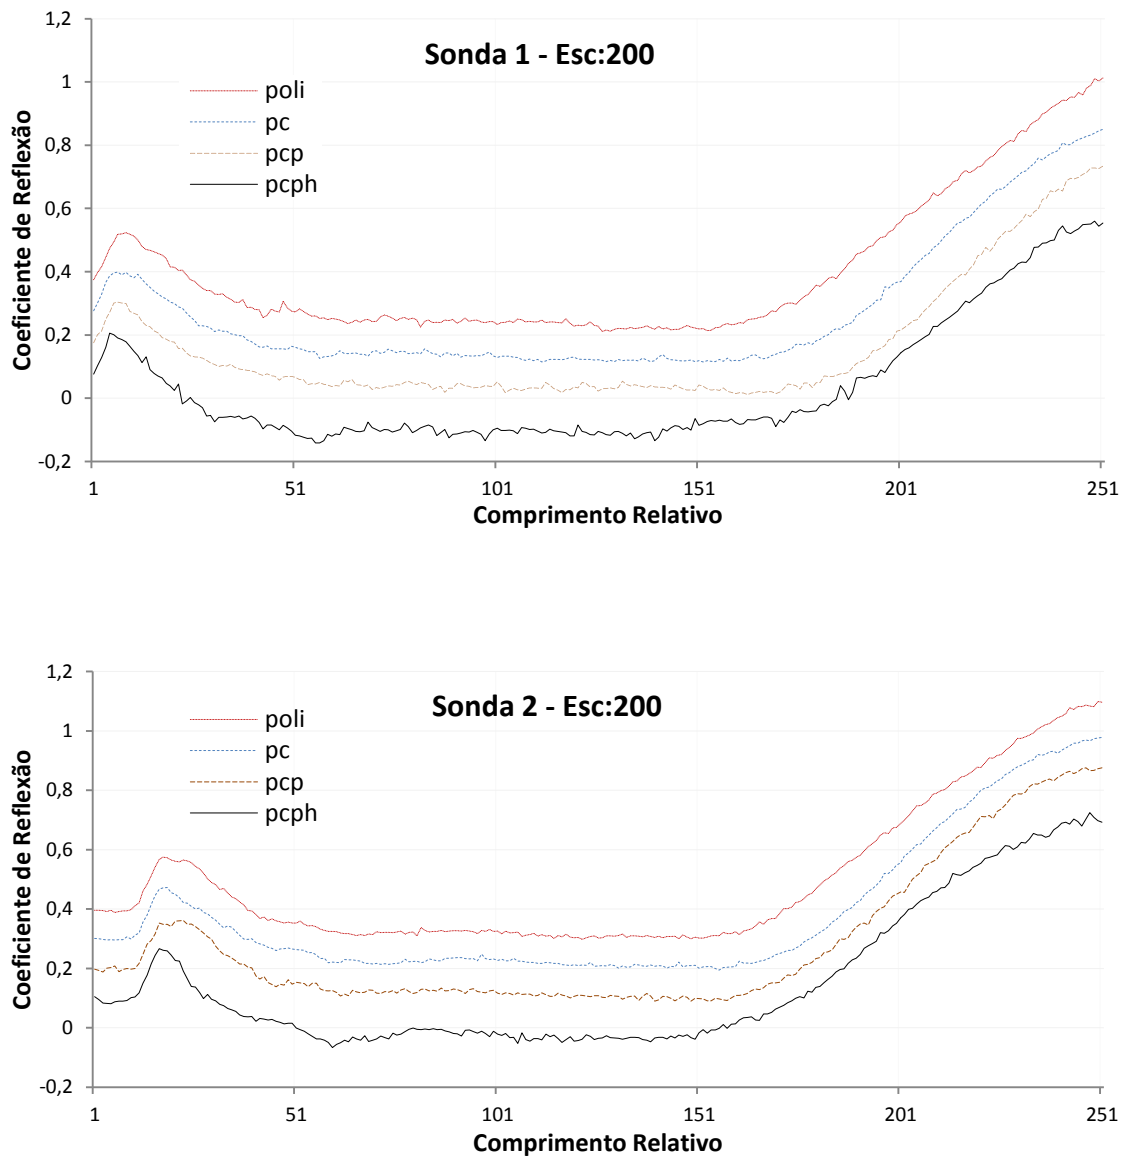 Sonda 1 - Esc:200
poli
pc
pcp
pcph
Coeficiente de Reflexão
1,2
1
0,8
0,6
0,4
0,2
0
-0,2
1 51 101 151 201 251
Comprimento Relativo
Sonda 2 - Esc:200
poli
pc
pcp
pcph
Coeficiente de Reflexão
1,2
1
0,8
0,6
0,4
0,2
0
-0,2
1 51 101 151 201 251
Comprimento Relativo